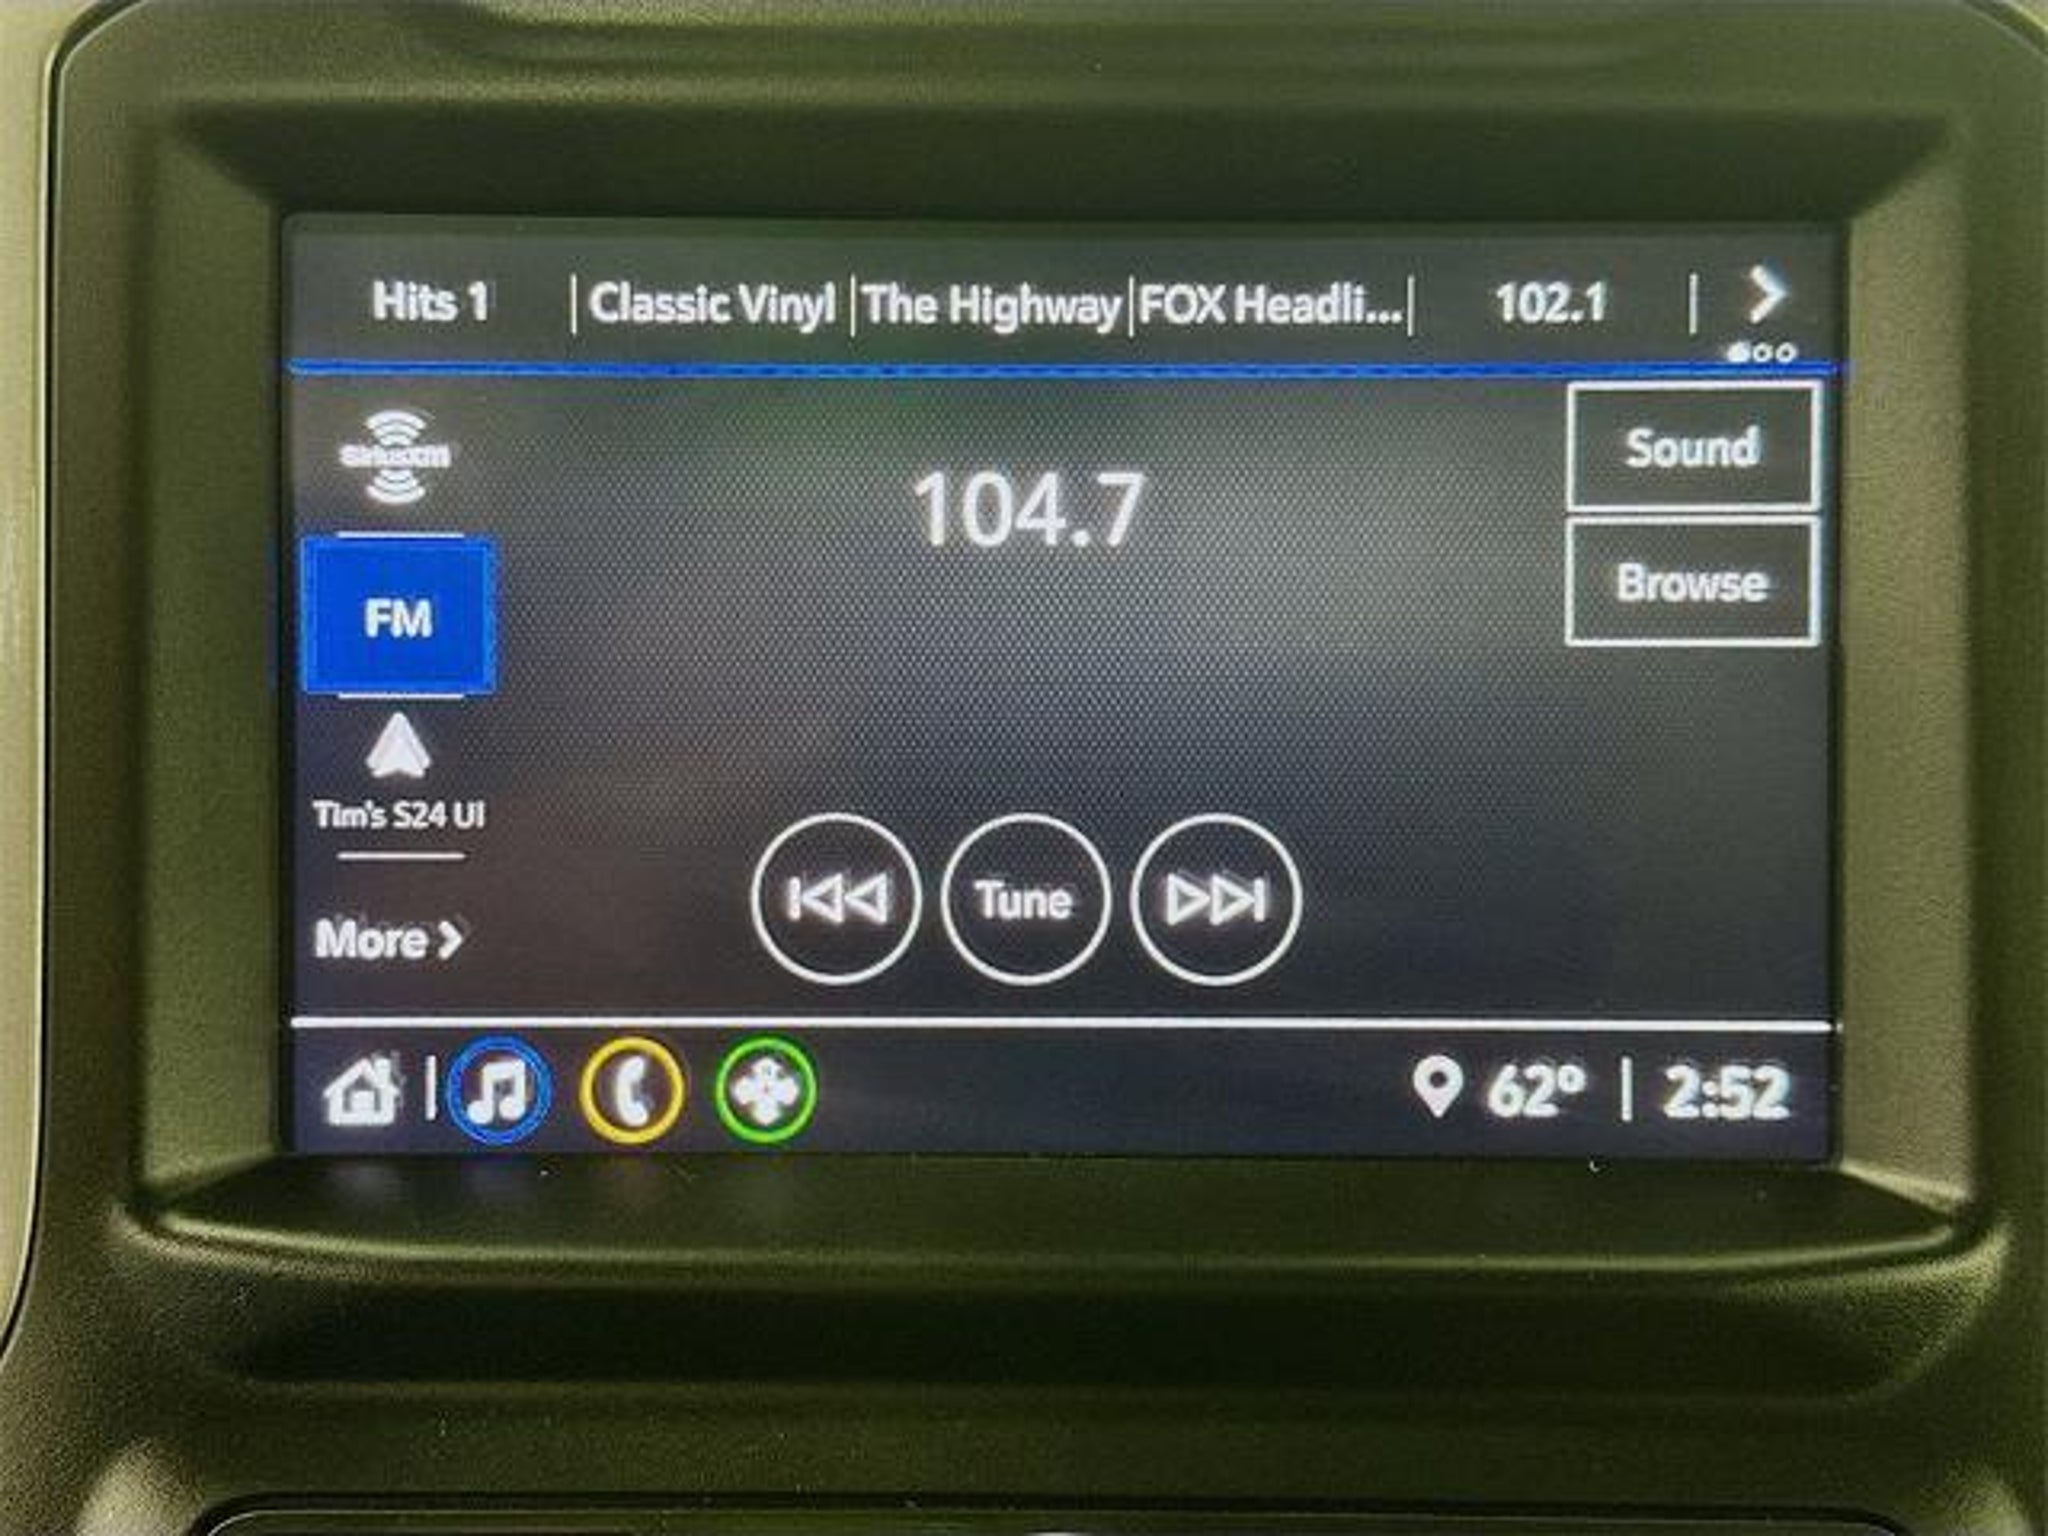 Hits 1 | Classic Vinyl | The Highway | FOX Headli... | 102.1
SiriusXM
104.7
Sound
Browse
FM
Tim's S24 Ul
More
Tune
62° | 2:52